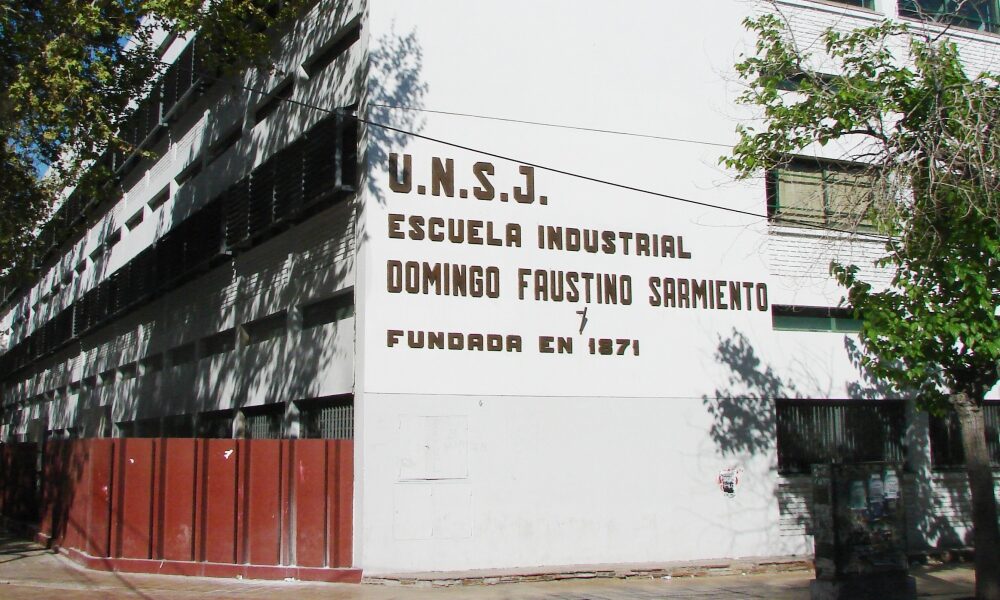 U.N.S.J.
ESCUELA INDUSTRIAL
DOMINGO FAUSTINO SARMIENTO
FUNDADA EN 1871